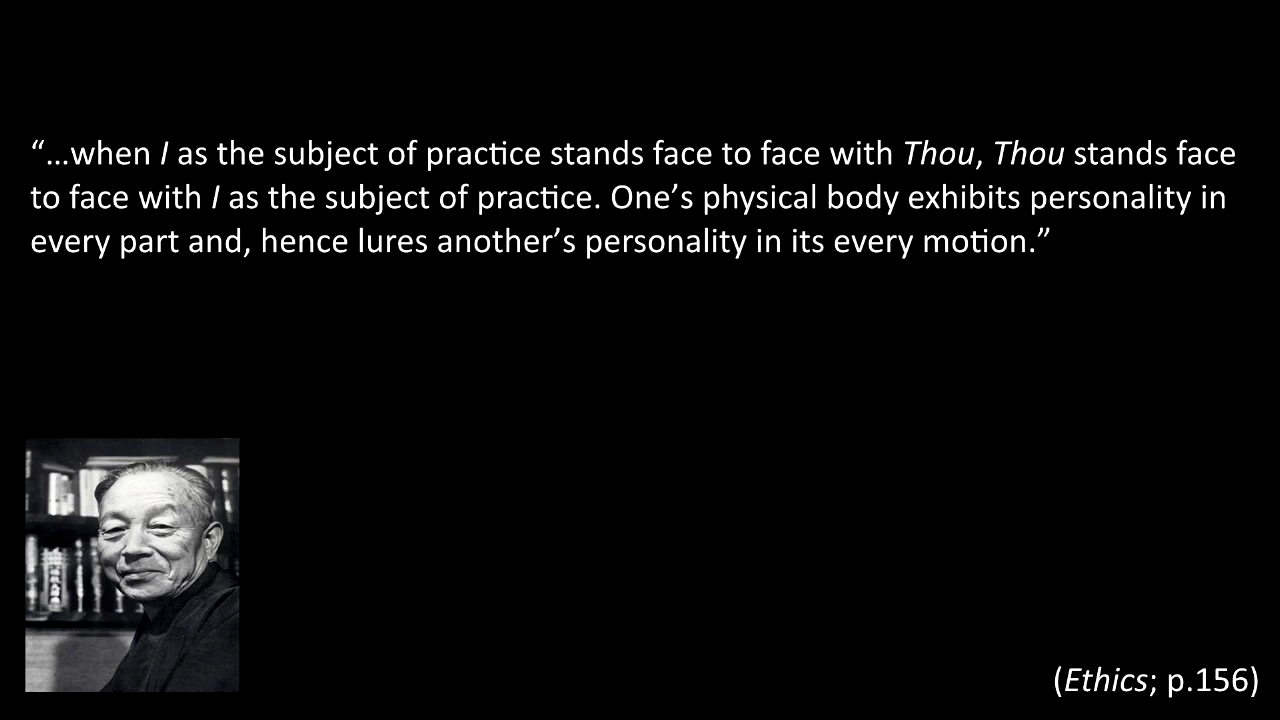 “…when I as the subject of practice stands face to face with Thou, Thou stands face
to face with I as the subject of practice. One’s physical body exhibits personality in
every part and, hence lures another’s personality in its every motion.”
(Ethics; p.156)